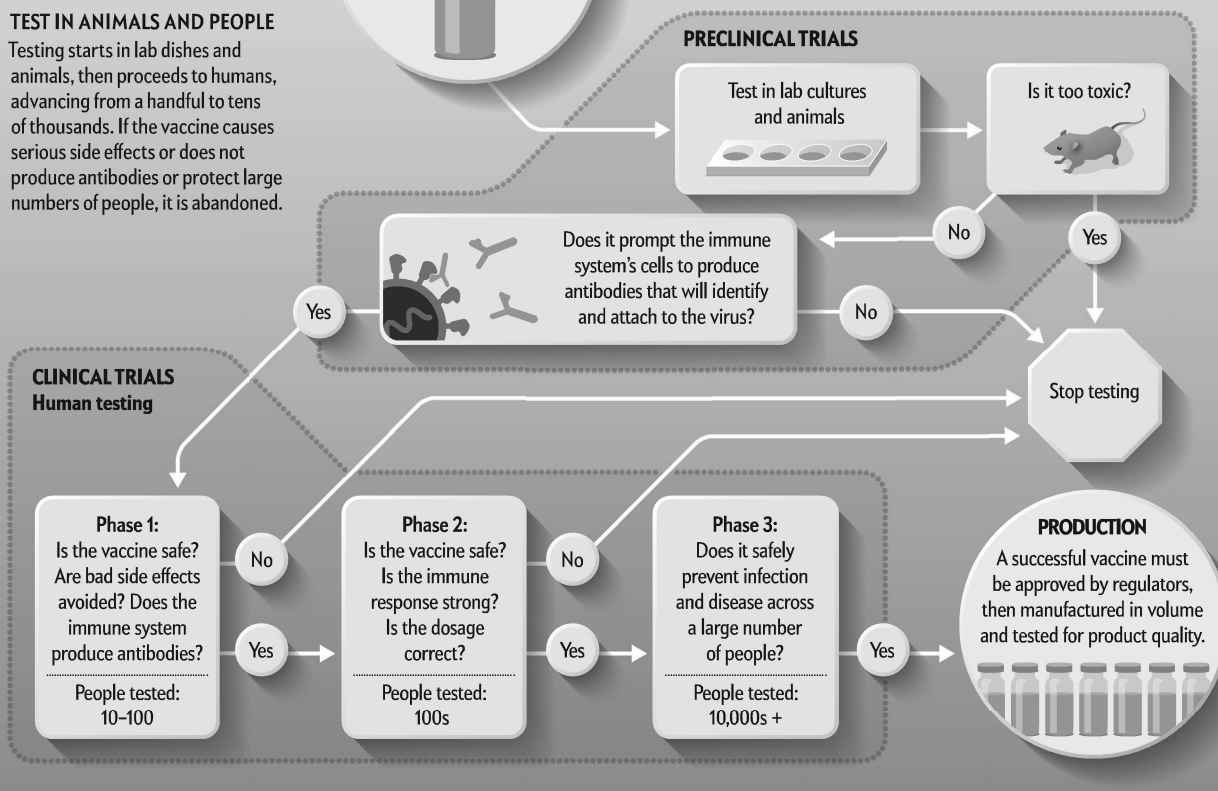 TEST IN ANIMALS AND PEOPLE
Testing starts in lab dishes and
animals, then proceeds to humans,
advancing from a handful to tens
of thousands. If the vaccine causes
serious side effects or does not
produce antibodies or protect large
numbers of people, it is abandoned.
PRECLINICAL TRIALS
Test in lab cultures
and animals
Is it too toxic?
No
Yes
Does it prompt the immune
system’s cells to produce
antibodies that will identify
and attach to the virus?
Yes
No
Stop testing
CLINICAL TRIALS
Human testing
Phase 1:
Is the vaccine safe?
Are bad side effects
avoided? Does the
immune system
produce antibodies?
People tested:
10–100
No
Yes
Phase 2:
Is the vaccine safe?
Is the immune
response strong?
Is the dosage
correct?
People tested:
100s
No
Yes
Phase 3:
Does it safely
prevent infection
and disease across
a large number
of people?
People tested:
10,000s +
Yes
PRODUCTION
A successful vaccine must
be approved by regulators,
then manufactured in volume
and tested for product quality.